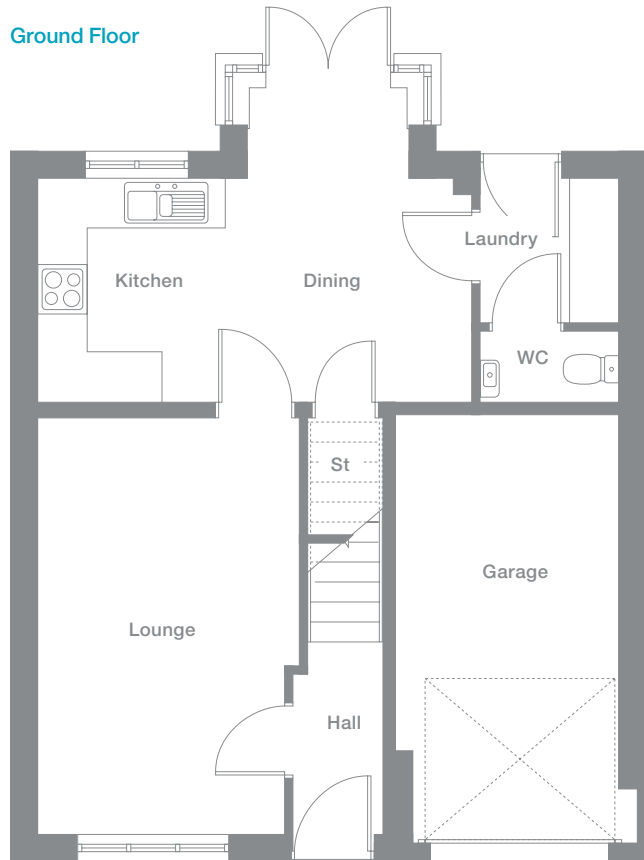 Ground Floor
Laundry
Kitchen
Dining
WC
St
Garage
Lounge
Hall